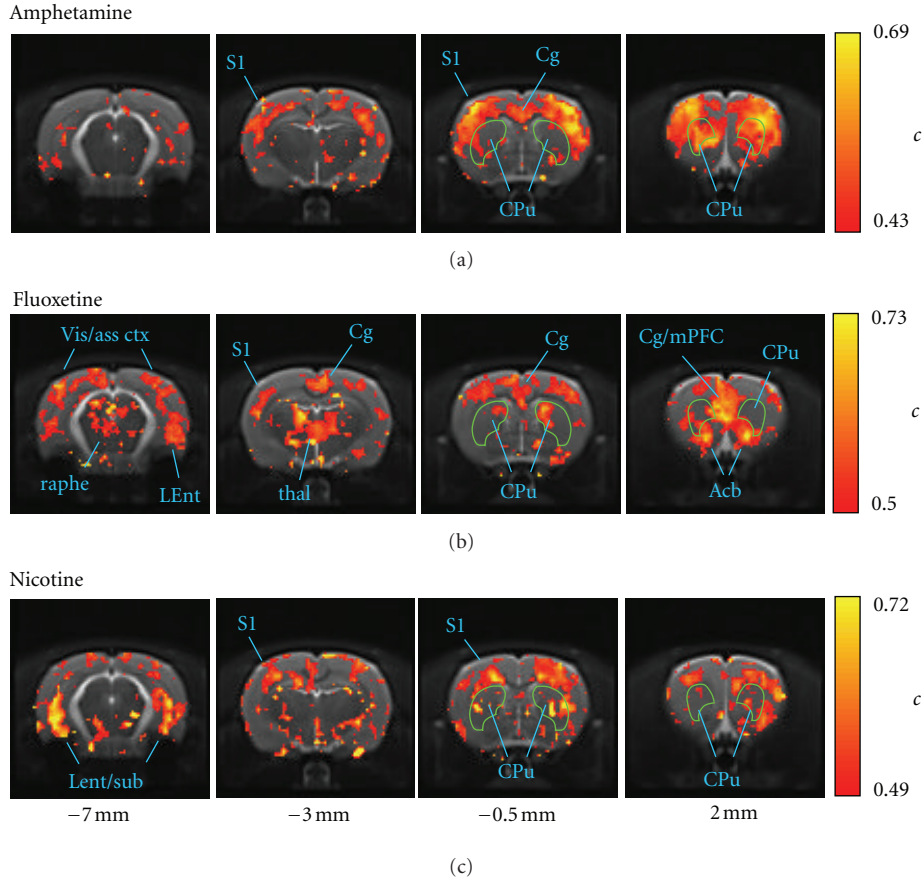 Amphetamine
S1
S1
Cg
CPu
CPu
0.69
c
0.43
(a)
Fluoxetine
Vis/ass ctx
raphe
LEnt
S1
Cg
thal
Cg
CPu
Cg/mPFC
CPu
Acb
0.73
c
0.5
(b)
Nicotine
Lent/sub
S1
S1
CPu
CPu
0.72
c
0.49
−7 mm
−3 mm
−0.5 mm
2 mm
(c)